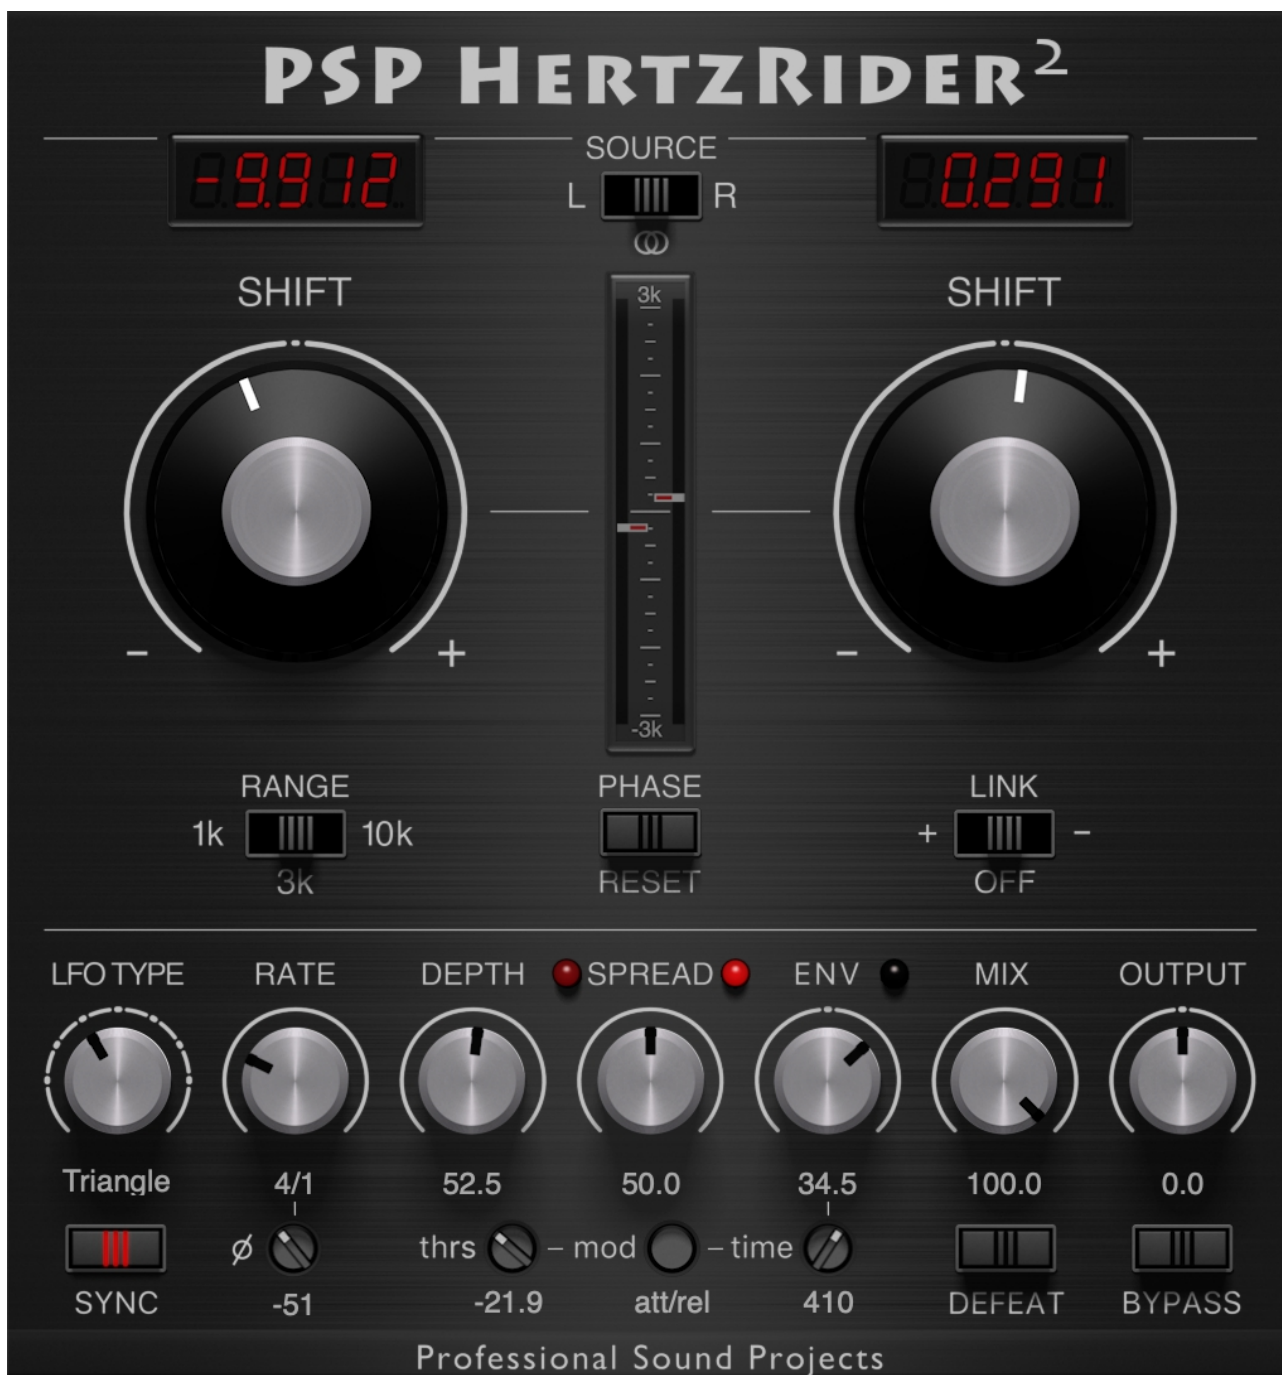 PSP HERTZRIDER²
-9.912 SOURCE 0.291
L R
SHIFT 3k SHIFT
- + - +
-3k
RANGE PHASE LINK
1k 10k + -
3k RESET OFF
LFO TYPE RATE DEPTH SPREAD ENV MIX OUTPUT
Triangle 4/1 52.5 50.0 34.5 100.0 0.0
ø thrs - mod - time
SYNC -51 -21.9 att/rel 410 DEFEAT BYPASS
Professional Sound Projects